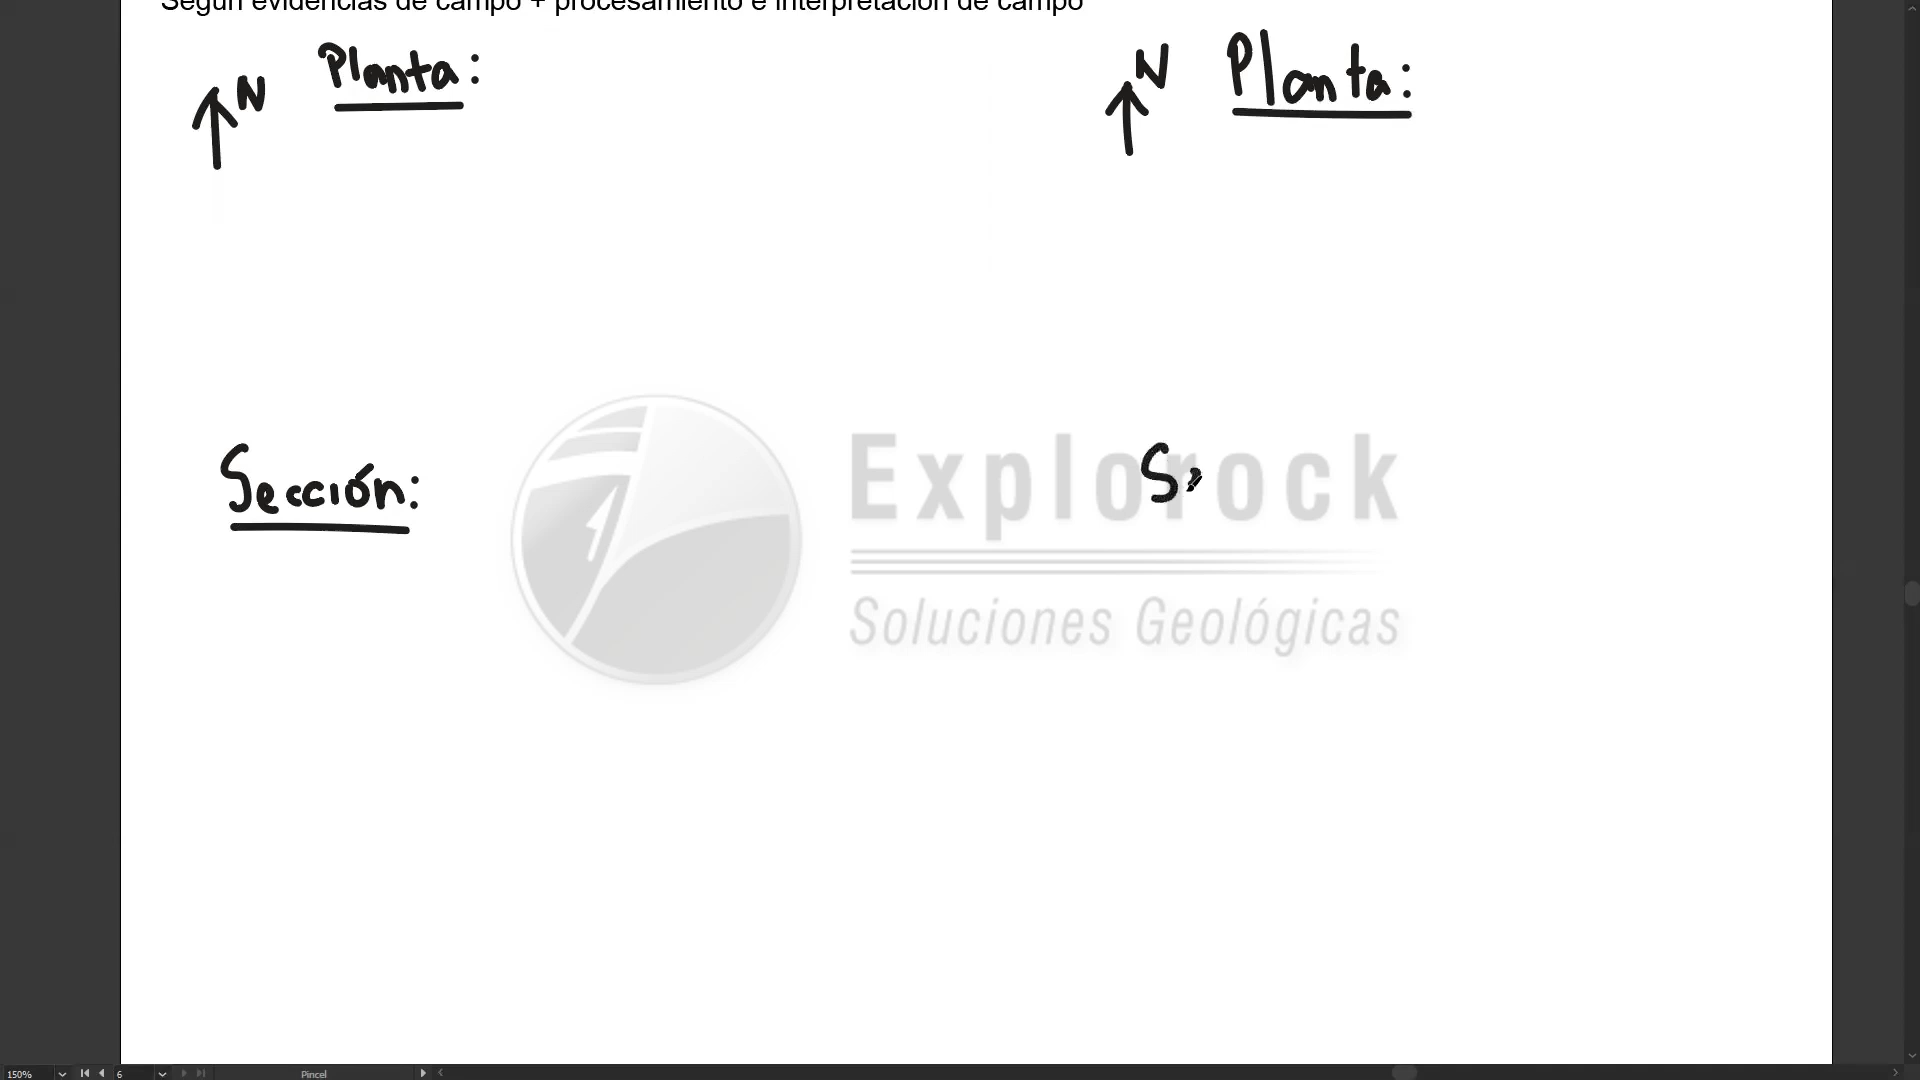 Según evidencias de campo + procesamiento e interpretación de campo
N Planta:
N Planta:
Sección:
S
Explorock
Soluciones Geológicas
150%
6
Pincel